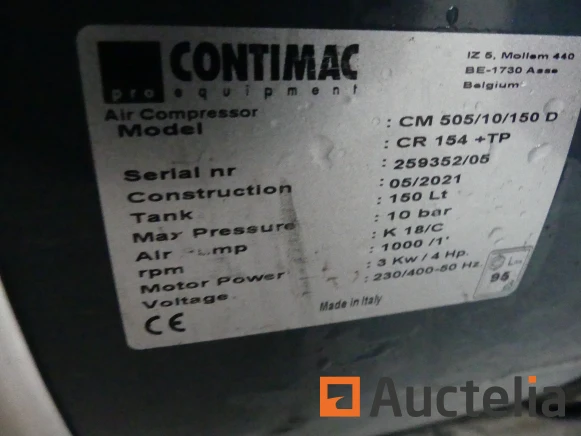 CONTIMAC
pro equipment
IZ 5, Mollem 440
BE-1730 Asse
Belgium
Air Compressor
Model : CM 505/10/150 D
: CR 154 +TP
Serial nr : 259352/05
Construction : 05/2021
Tank : 150 Lt
Max Pressure : 10 bar
Air : K 18/C
rpm : 1000 /1'
Motor Power : 3 Kw / 4 Hp.
Voltage : 230/400-50 Hz.
95
CE
Made in Italy
Auctelia